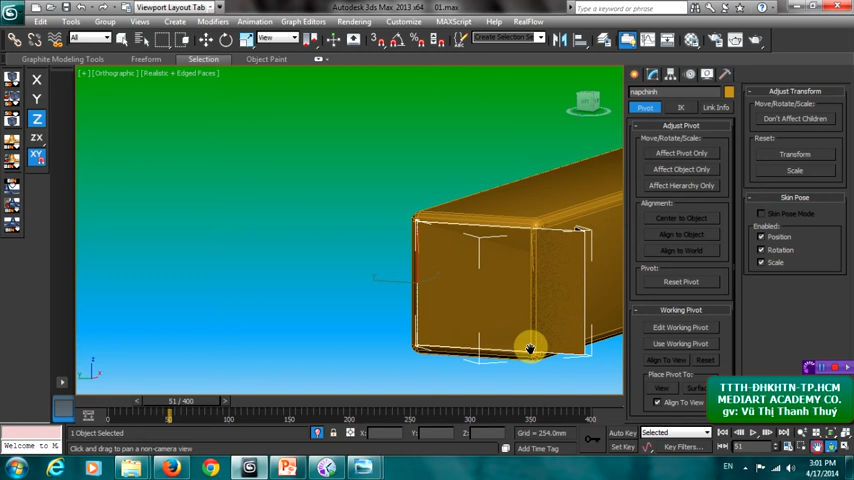 Viewport Layout Tab
Autodesk 3ds Max 2013 x64
01.max
Type a keyword or phrase
Edit Tools Group Views Create Modifiers Animation Graph Editors Rendering Customize MAXScript Help RealFlow
All
View
Create Selection Se
Graphite Modeling Tools Freeform Selection Object Paint
[+] [Orthographic] [Realistic + Edged Faces]
X
Y
Z
ZX
XY
napchinh
Pivot IK Link Info
Adjust Pivot
Move/Rotate/Scale:
Affect Pivot Only
Affect Object Only
Affect Hierarchy Only
Alignment:
Center to Object
Align to Object
Align to World
Pivot:
Reset Pivot
Working Pivot
Edit Working Pivot
Use Working Pivot
Align To View Reset
Place Pivot To:
View Surfac
Align To View
Adjust Transform
Move/Rotate/Scale:
Don't Affect Children
Reset:
Transform
Scale
Skin Pose
Skin Pose Mode
Enabled:
Position
Rotation
Scale
TTTH-ĐHKHTN-TP.HCM
MEDIART ACADEMY CO.
gv: Vũ Thị Thanh Thuý
51 / 400
0 50 100 150 200 250 300 350 400
1 Object Selected
X: Y: Z: Grid = 254.0mm
Auto Key Selected
Welcome to M
Click and drag to pan a non-camera view
Add Time Tag
Set Key Key Filters...
51
EN
3:01 PM
4/17/2014